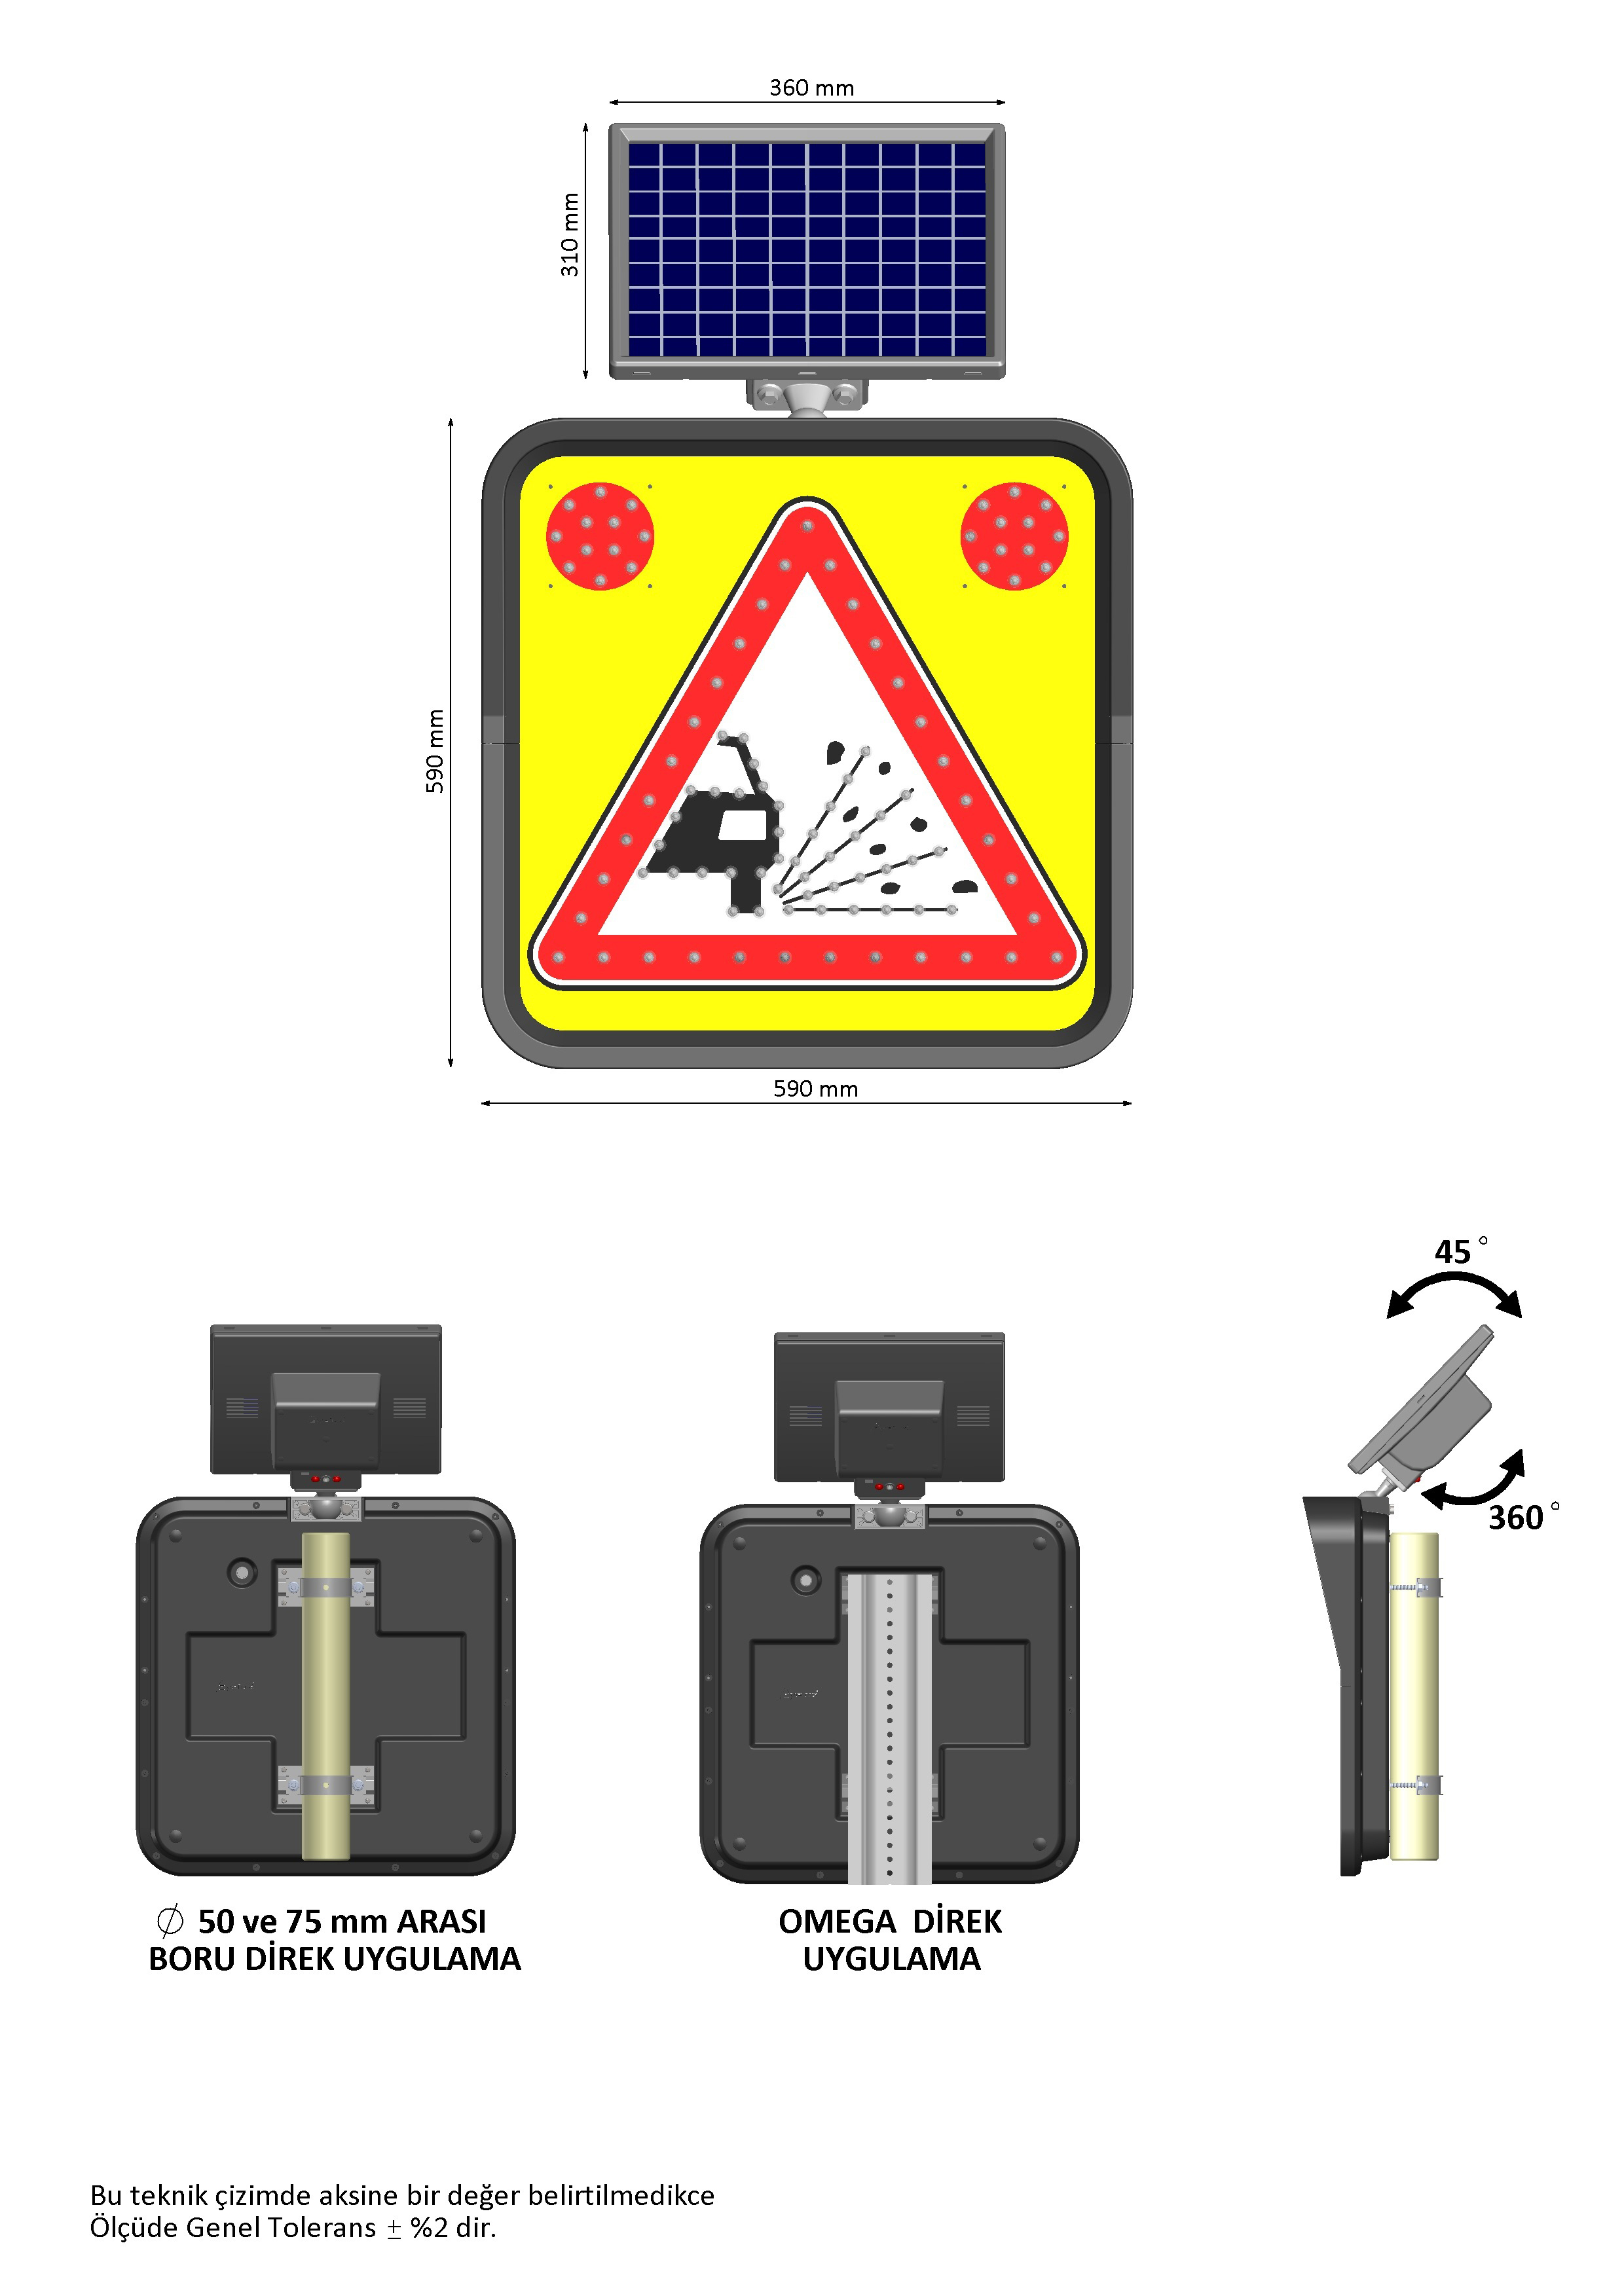 360 mm
310 mm
590 mm
590 mm
45°
360°
∅ 50 ve 75 mm ARASI
BORU DİREK UYGULAMA
OMEGA DİREK
UYGULAMA
Bu teknik çizimde aksine bir değer belirtilmedikce
Ölçüde Genel Tolerans ± %2 dir.